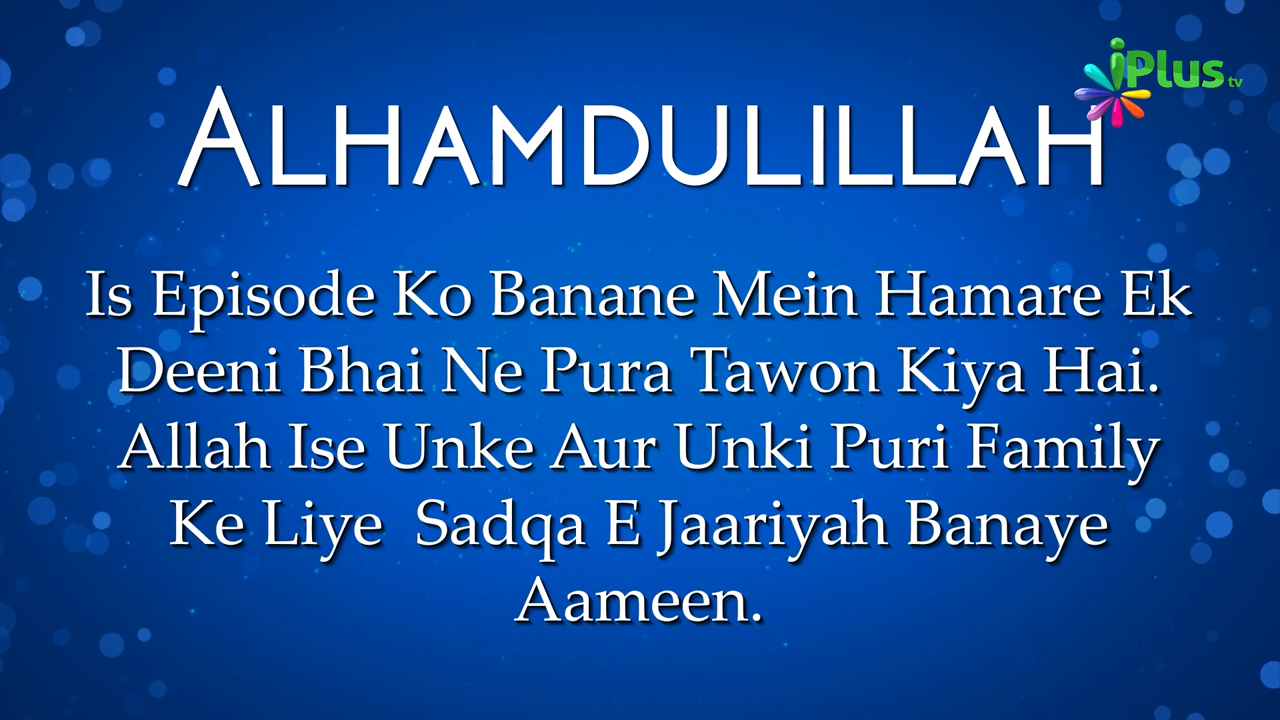 iPlus tv
ALHAMDULILLAH
Is Episode Ko Banane Mein Hamare Ek
Deeni Bhai Ne Pura Tawon Kiya Hai.
Allah Ise Unke Aur Unki Puri Family
Ke Liye Sadqa E Jaariyah Banaye
Aameen.